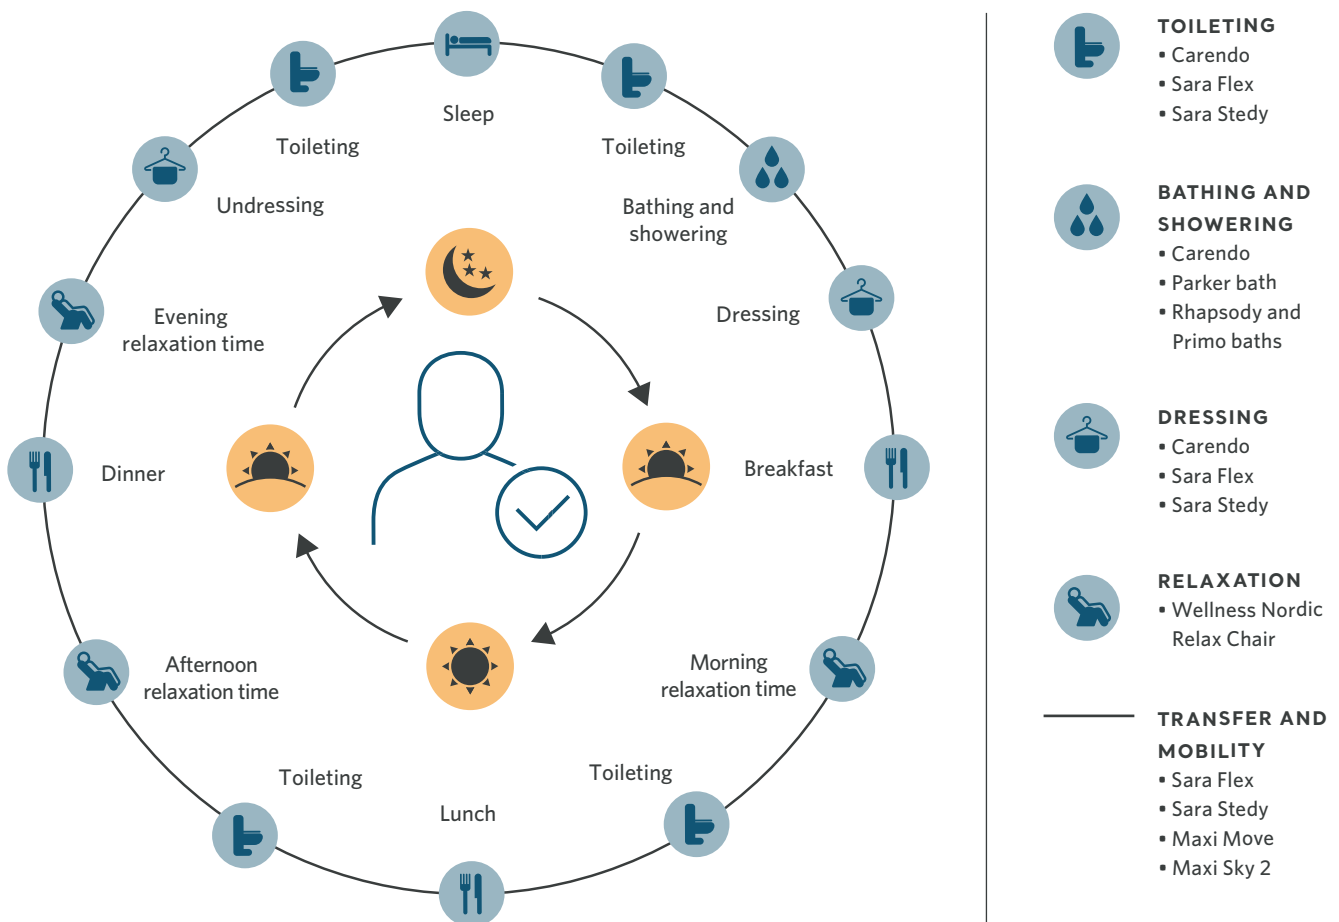 Sleep
Toileting
Toileting
Undressing
Bathing and
showering
Evening
relaxation time
Dressing
Dinner
Breakfast
Afternoon
relaxation time
Morning
relaxation time
Toileting
Toileting
Lunch
TOILETING
• Carendo
• Sara Flex
• Sara Stedy
BATHING AND
SHOWERING
• Carendo
• Parker bath
• Rhapsody and
Primo baths
DRESSING
• Carendo
• Sara Flex
• Sara Stedy
RELAXATION
• Wellness Nordic
Relax Chair
TRANSFER AND
MOBILITY
• Sara Flex
• Sara Stedy
• Maxi Move
• Maxi Sky 2